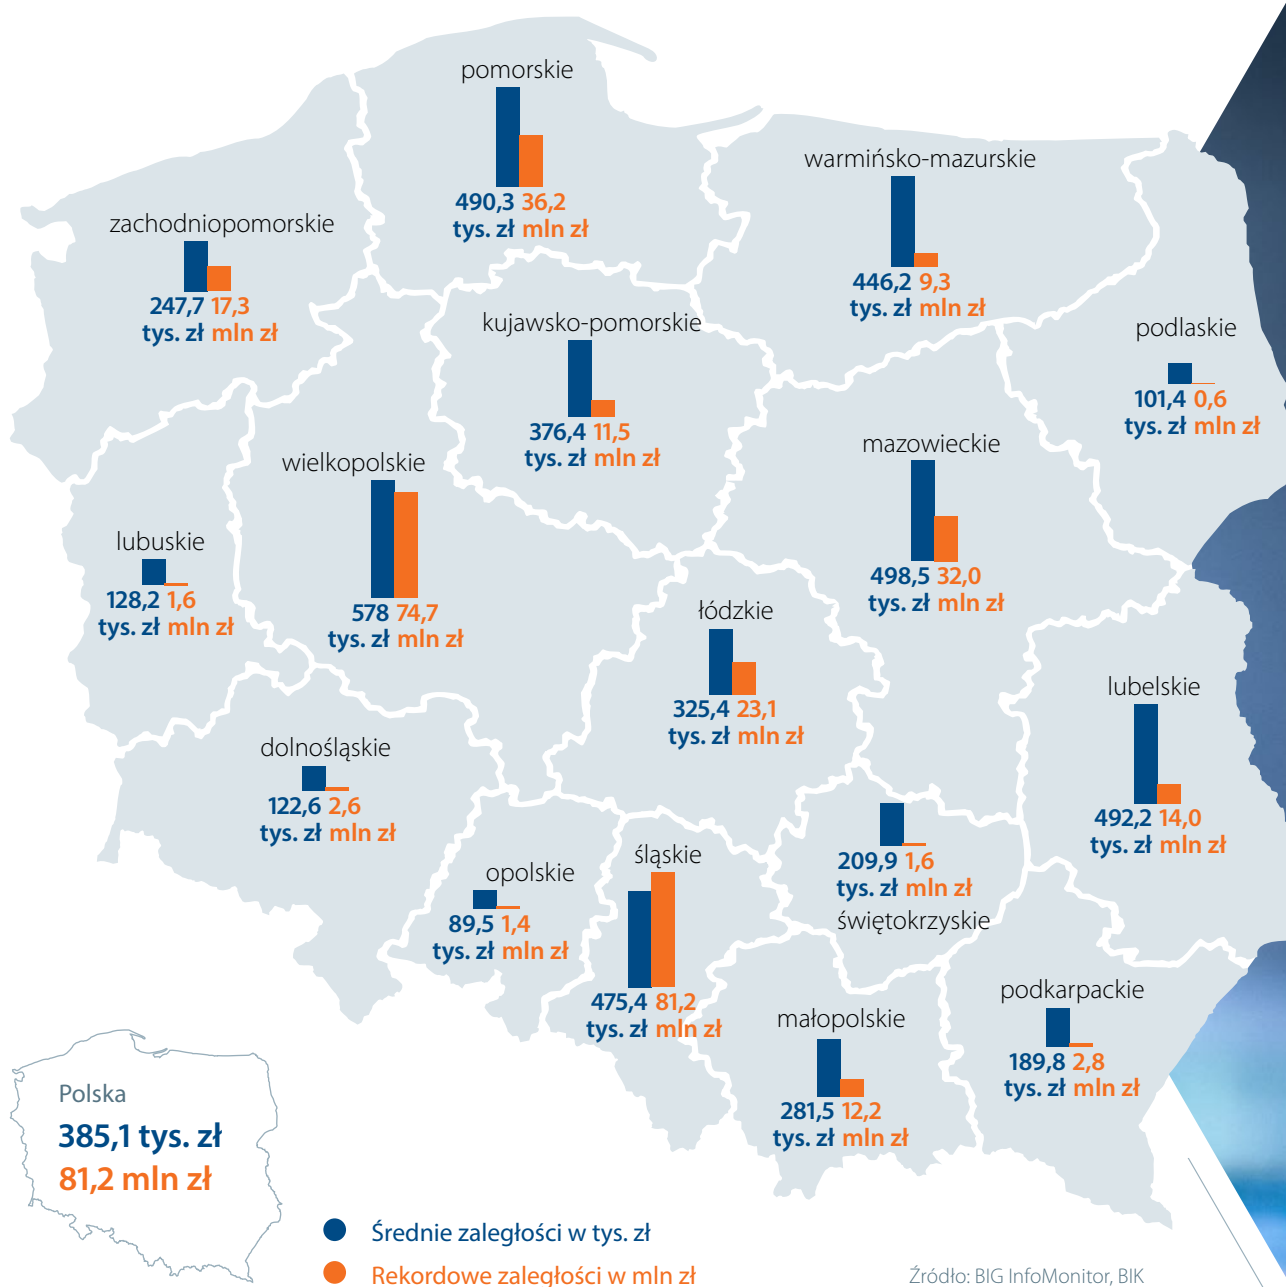 pomorskie
490,3 36,2
tys. zł mln zł
warmińsko-mazurskie
446,2 9,3
tys. zł mln zł
zachodniopomorskie
247,7 17,3
tys. zł mln zł
kujawsko-pomorskie
376,4 11,5
tys. zł mln zł
podlaskie
101,4 0,6
tys. zł mln zł
mazowieckie
498,5 32,0
tys. zł mln zł
wielkopolskie
578 74,7
tys. zł mln zł
lubuskie
128,2 1,6
tys. zł mln zł
łódzkie
325,4 23,1
tys. zł mln zł
lubelskie
492,2 14,0
tys. zł mln zł
dolnośląskie
122,6 2,6
tys. zł mln zł
209,9 1,6
tys. zł mln zł
świętokrzyskie
opolskie
89,5 1,4
tys. zł mln zł
śląskie
475,4 81,2
tys. zł mln zł
małopolskie
281,5 12,2
tys. zł mln zł
podkarpackie
189,8 2,8
tys. zł mln zł
Polska
385,1 tys. zł
81,2 mln zł
Średnie zaległości w tys. zł
Rekordowe zaległości w mln zł
Źródło: BIG InfoMonitor, BIK